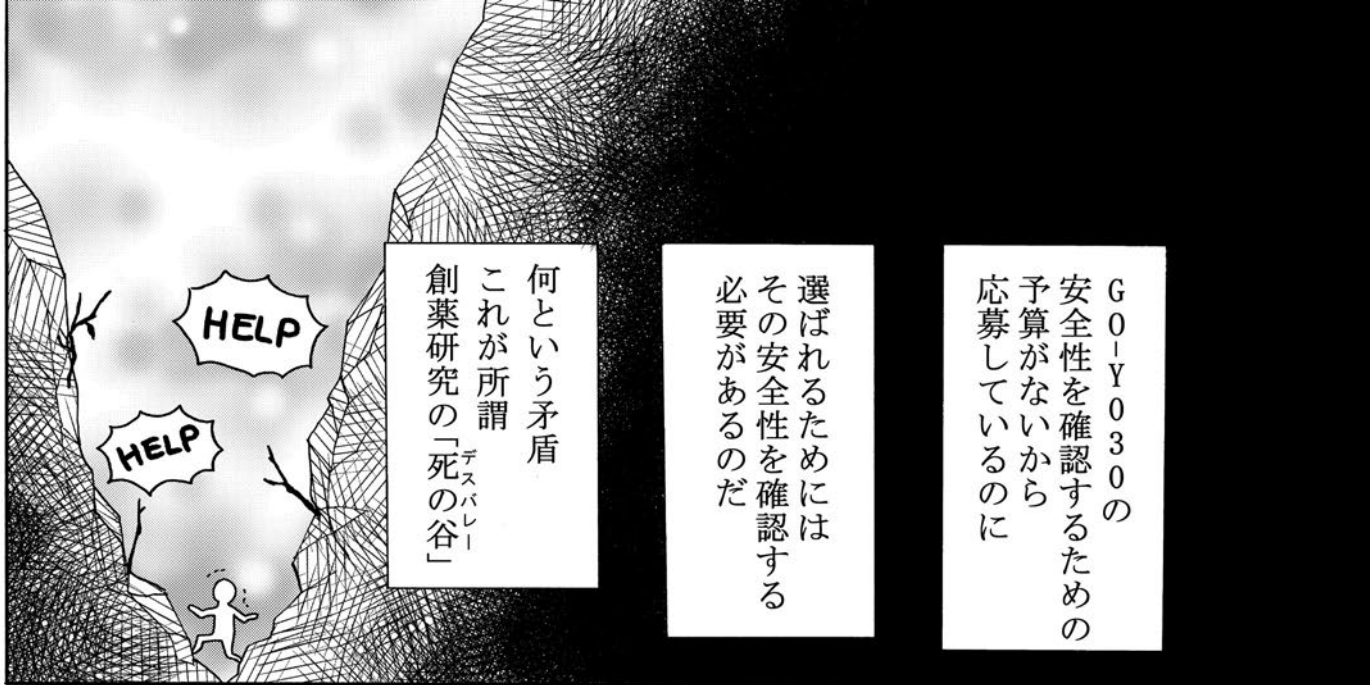 GO-Y030の
安全性を確認するための
予算がないから
応募しているのに
選ばれるためには
その安全性を確認する
必要があるのだ
何という矛盾
これが所謂
創薬研究の「死の谷」
デスバレー
HELP
HELP